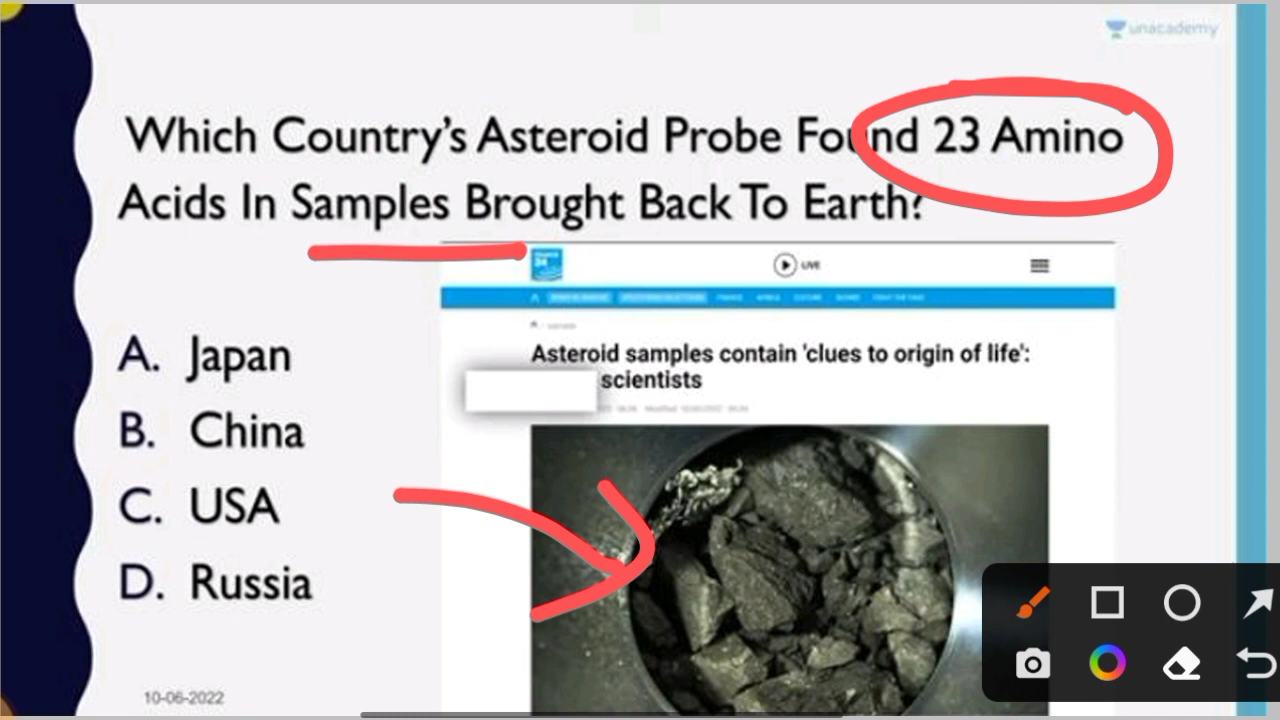 unacademy
Which Country's Asteroid Probe Found 23 Amino
Acids In Samples Brought Back To Earth?
LIVE
Asteroid samples contain 'clues to origin of life':
scientists
A. Japan
B. China
C. USA
D. Russia
10-06-2022